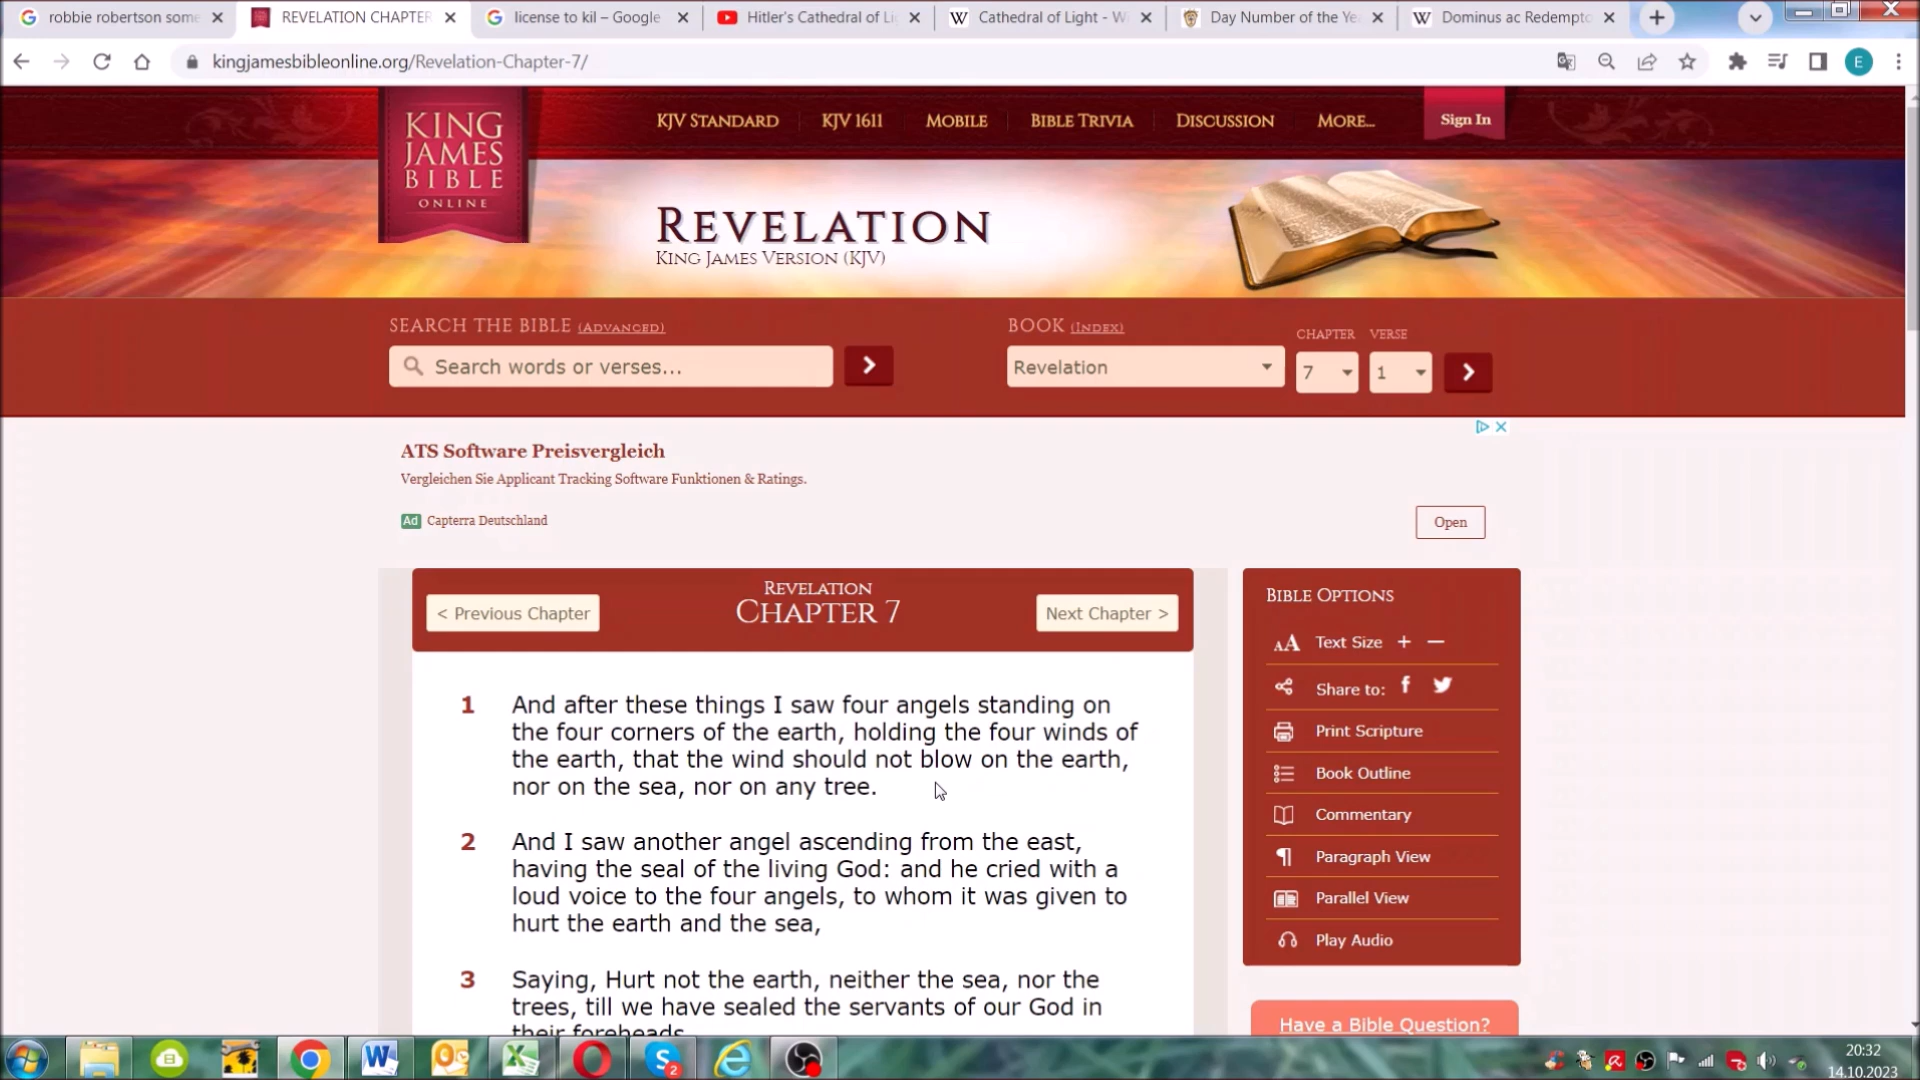 robbie robertson some
REVELATION CHAPTER
license to kil – Google
Hitler's Cathedral of Li
Cathedral of Light - W
Day Number of the Ye
Dominus ac Redempto
kingjamesbibleonline.org/Revelation-Chapter-7/
E
KING
JAMES
BIBLE
ONLINE
KJV STANDARD
KJV 1611
MOBILE
BIBLE TRIVIA
DISCUSSION
MORE...
Sign In
REVELATION
KING JAMES VERSION (KJV)
SEARCH THE BIBLE (ADVANCED)
BOOK (INDEX)
CHAPTER
VERSE
Search words or verses...
Revelation
7
1
ATS Software Preisvergleich
Vergleichen Sie Applicant Tracking Software Funktionen & Ratings.
Ad Capterra Deutschland
Open
< Previous Chapter
REVELATION
CHAPTER 7
Next Chapter >
1 And after these things I saw four angels standing on
the four corners of the earth, holding the four winds of
the earth, that the wind should not blow on the earth,
nor on the sea, nor on any tree.
2 And I saw another angel ascending from the east,
having the seal of the living God: and he cried with a
loud voice to the four angels, to whom it was given to
hurt the earth and the sea,
3 Saying, Hurt not the earth, neither the sea, nor the
trees, till we have sealed the servants of our God in
their foreheads
BIBLE OPTIONS
AA Text Size + −
Share to:
Print Scripture
Book Outline
Commentary
Paragraph View
Parallel View
Play Audio
Have a Bible Question?
2
20:32
14.10.2023